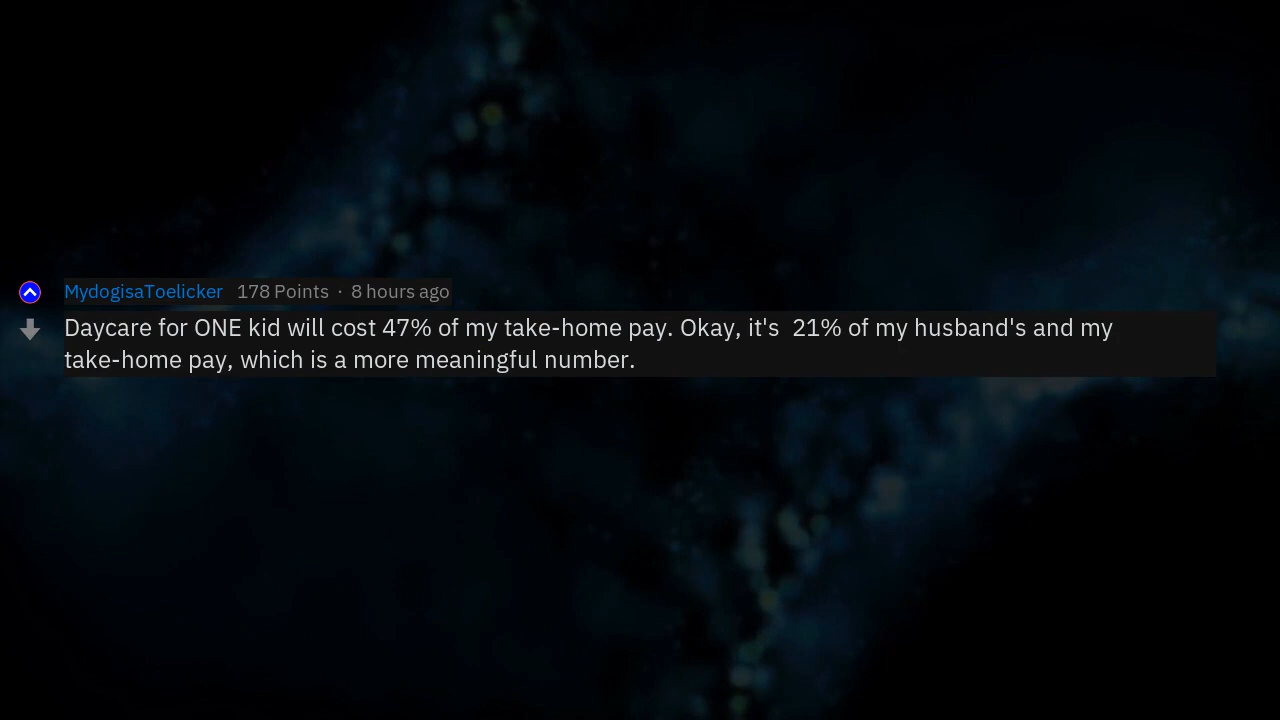 MydogisaToelicker 178 Points · 8 hours ago
Daycare for ONE kid will cost 47% of my take-home pay. Okay, it's  21% of my husband's and my
take-home pay, which is a more meaningful number.